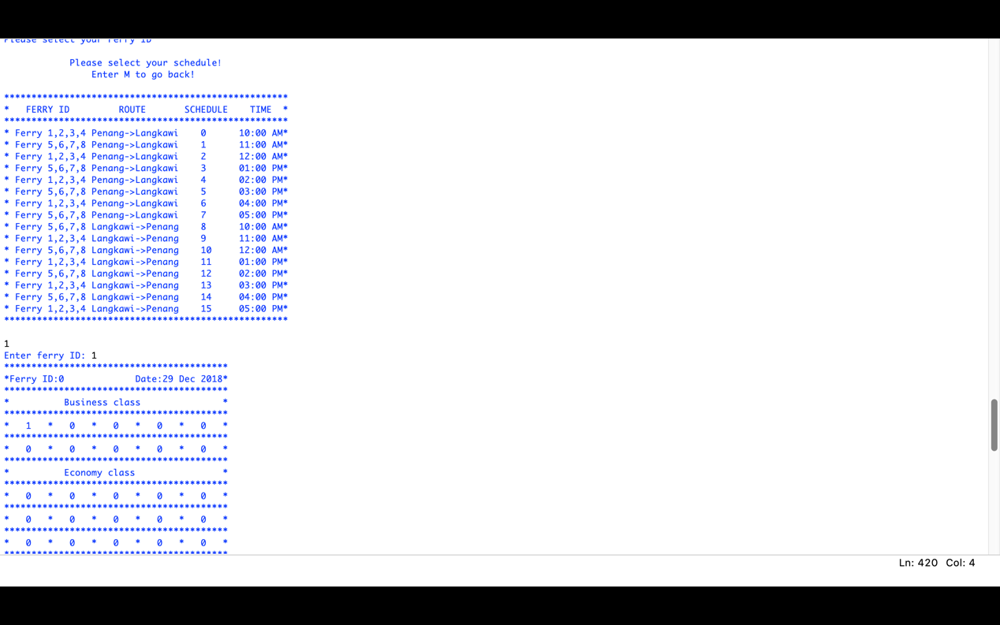 Please select your Ferry ID
Please select your schedule!
Enter M to go back!
****************************************************
*   FERRY ID         ROUTE       SCHEDULE    TIME  *
****************************************************
* Ferry 1,2,3,4 Penang->Langkawi    0      10:00 AM*
* Ferry 5,6,7,8 Penang->Langkawi    1      11:00 AM*
* Ferry 1,2,3,4 Penang->Langkawi    2      12:00 AM*
* Ferry 5,6,7,8 Penang->Langkawi    3      01:00 PM*
* Ferry 1,2,3,4 Penang->Langkawi    4      02:00 PM*
* Ferry 5,6,7,8 Penang->Langkawi    5      03:00 PM*
* Ferry 1,2,3,4 Penang->Langkawi    6      04:00 PM*
* Ferry 5,6,7,8 Penang->Langkawi    7      05:00 PM*
* Ferry 5,6,7,8 Langkawi->Penang    8      10:00 AM*
* Ferry 1,2,3,4 Langkawi->Penang    9      11:00 AM*
* Ferry 5,6,7,8 Langkawi->Penang    10     12:00 AM*
* Ferry 1,2,3,4 Langkawi->Penang    11     01:00 PM*
* Ferry 5,6,7,8 Langkawi->Penang    12     02:00 PM*
* Ferry 1,2,3,4 Langkawi->Penang    13     03:00 PM*
* Ferry 5,6,7,8 Langkawi->Penang    14     04:00 PM*
* Ferry 1,2,3,4 Langkawi->Penang    15     05:00 PM*
****************************************************
1
Enter ferry ID: 1
*****************************************
*Ferry ID:0             Date:29 Dec 2018*
*****************************************
*          Business class               *
*****************************************
*   1   *   0   *   0   *   0   *   0   *
*****************************************
*   0   *   0   *   0   *   0   *   0   *
*****************************************
*          Economy class                *
*****************************************
*   0   *   0   *   0   *   0   *   0   *
*****************************************
*   0   *   0   *   0   *   0   *   0   *
*****************************************
*   0   *   0   *   0   *   0   *   0   *
*****************************************
Ln: 420  Col: 4